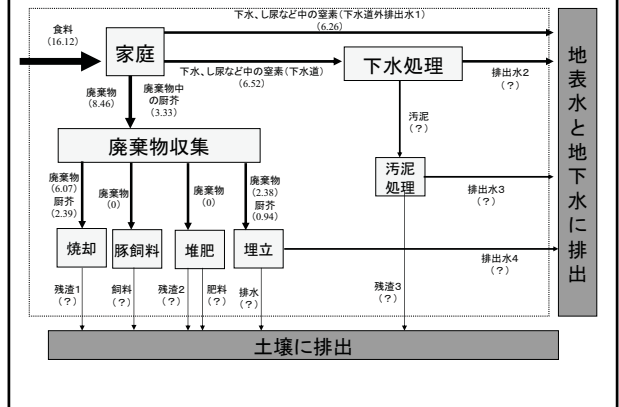 食料
(16.12)
家庭
下水、し尿など中の窒素(下水道外排出水1)
(6.26)
下水、し尿など中の窒素(下水道)
(6.52)
下水処理
排出水2
(?)
廃棄物
(8.46)
廃棄物中
の厨芥
(3.33)
汚泥
(?)
廃棄物収集
汚泥
処理
排出水3
(?)
廃棄物
(6.07)
厨芥
(2.39)
廃棄物
(0)
廃棄物
(0)
廃棄物
(2.38)
厨芥
(0.94)
焼却
豚飼料
堆肥
埋立
排出水4
(?)
残渣1
(?)
飼料
(?)
残渣2
(?)
肥料
(?)
排水
(?)
残渣3
(?)
土壌に排出
地表水と地下水に排出